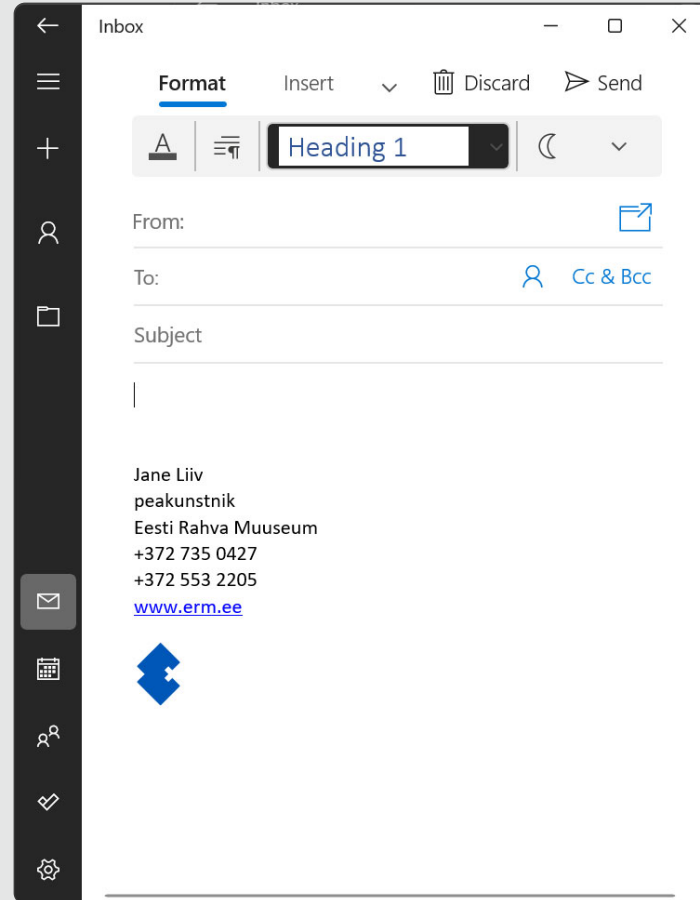 Inbox
Format Insert Discard Send
Heading 1
From:
To: Cc & Bcc
Subject
Jane Liiv
peakunstnik
Eesti Rahva Muuseum
+372 735 0427
+372 553 2205
www.erm.ee